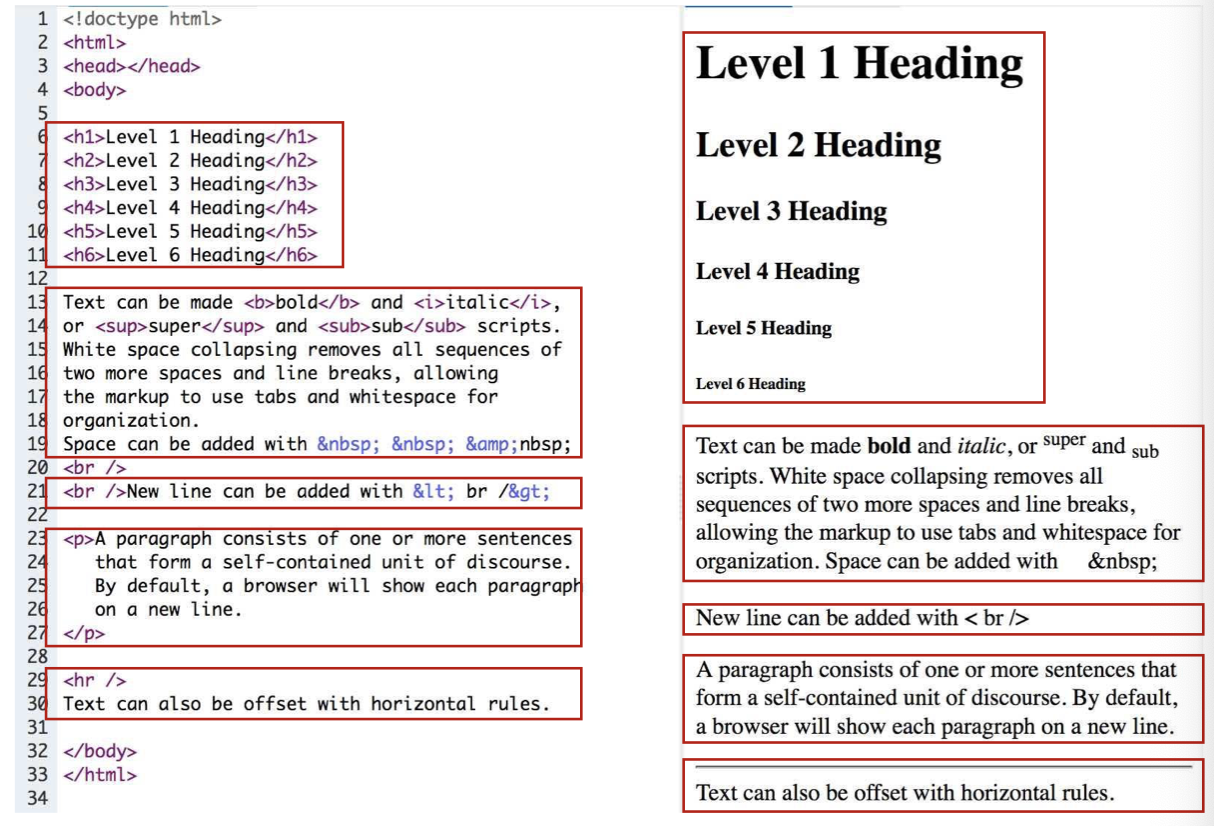 1 <!doctype html>
2 <html>
3 <head></head>
4 <body>
5
6 <h1>Level 1 Heading</h1>
7 <h2>Level 2 Heading</h2>
8 <h3>Level 3 Heading</h3>
9 <h4>Level 4 Heading</h4>
10 <h5>Level 5 Heading</h5>
11 <h6>Level 6 Heading</h6>
12
13 Text can be made <b>bold</b> and <i>italic</i>,
14 or <sup>super</sup> and <sub>sub</sub> scripts.
15 White space collapsing removes all sequences of
16 two more spaces and line breaks, allowing
17 the markup to use tabs and whitespace for
18 organization.
19 Space can be added with &nbsp; &nbsp; &amp;nbsp;
20 <br />
21 <br />New line can be added with &lt; br /&gt;
22
23 <p>A paragraph consists of one or more sentences
24    that form a self-contained unit of discourse.
25    By default, a browser will show each paragraph
26    on a new line.
27 </p>
28
29 <hr />
30 Text can also be offset with horizontal rules.
31
32 </body>
33 </html>
34
Level 1 Heading
Level 2 Heading
Level 3 Heading
Level 4 Heading
Level 5 Heading
Level 6 Heading
Text can be made bold and italic, or super and sub
scripts. White space collapsing removes all
sequences of two more spaces and line breaks,
allowing the markup to use tabs and whitespace for
organization. Space can be added with     &nbsp;
New line can be added with < br />
A paragraph consists of one or more sentences that
form a self-contained unit of discourse. By default,
a browser will show each paragraph on a new line.
Text can also be offset with horizontal rules.